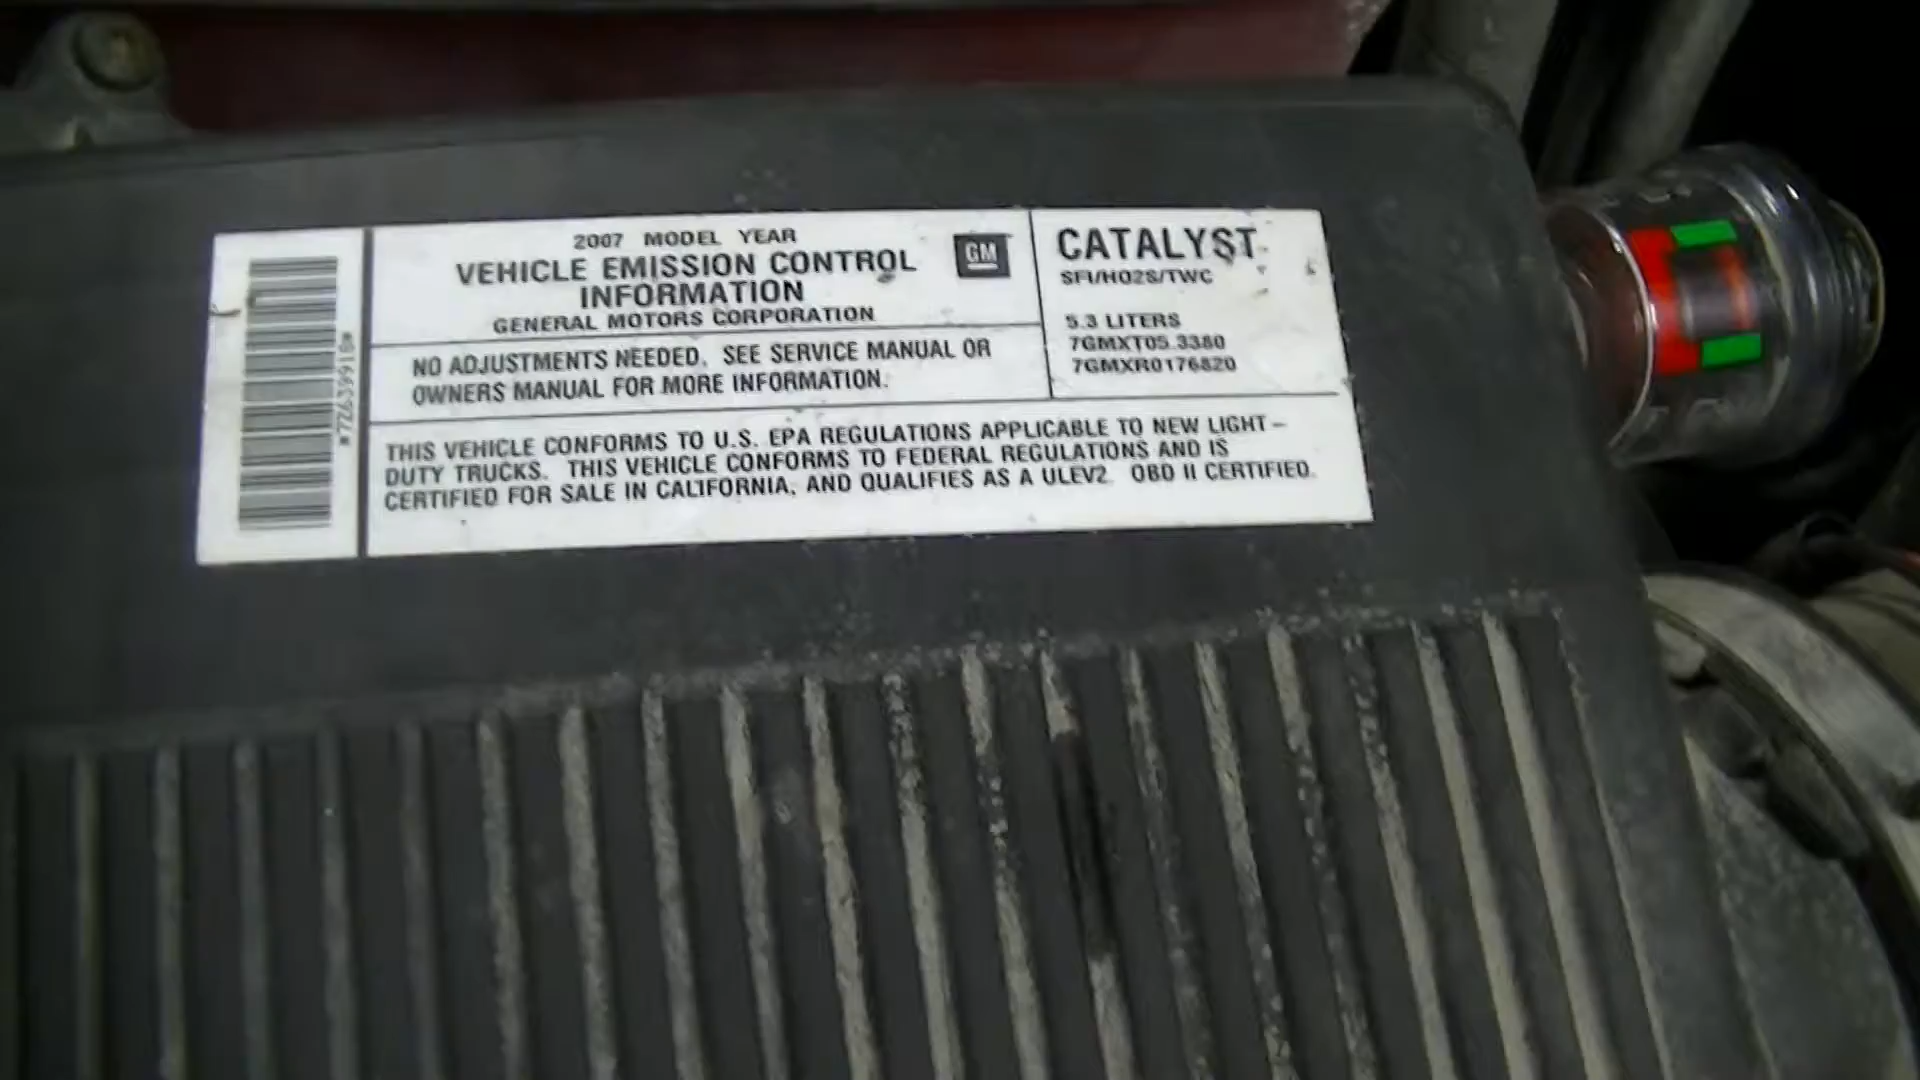 2007 MODEL YEAR
VEHICLE EMISSION CONTROL
INFORMATION
GENERAL MOTORS CORPORATION
GM
CATALYST
SFI/HO2S/TWC
5.3 LITERS
7GMXT05.3380
7GMXR0176820
NO ADJUSTMENTS NEEDED. SEE SERVICE MANUAL OR
OWNERS MANUAL FOR MORE INFORMATION.
THIS VEHICLE CONFORMS TO U.S. EPA REGULATIONS APPLICABLE TO NEW LIGHT-
DUTY TRUCKS. THIS VEHICLE CONFORMS TO FEDERAL REGULATIONS AND IS
CERTIFIED FOR SALE IN CALIFORNIA, AND QUALIFIES AS A ULEV2. OBD II CERTIFIED.